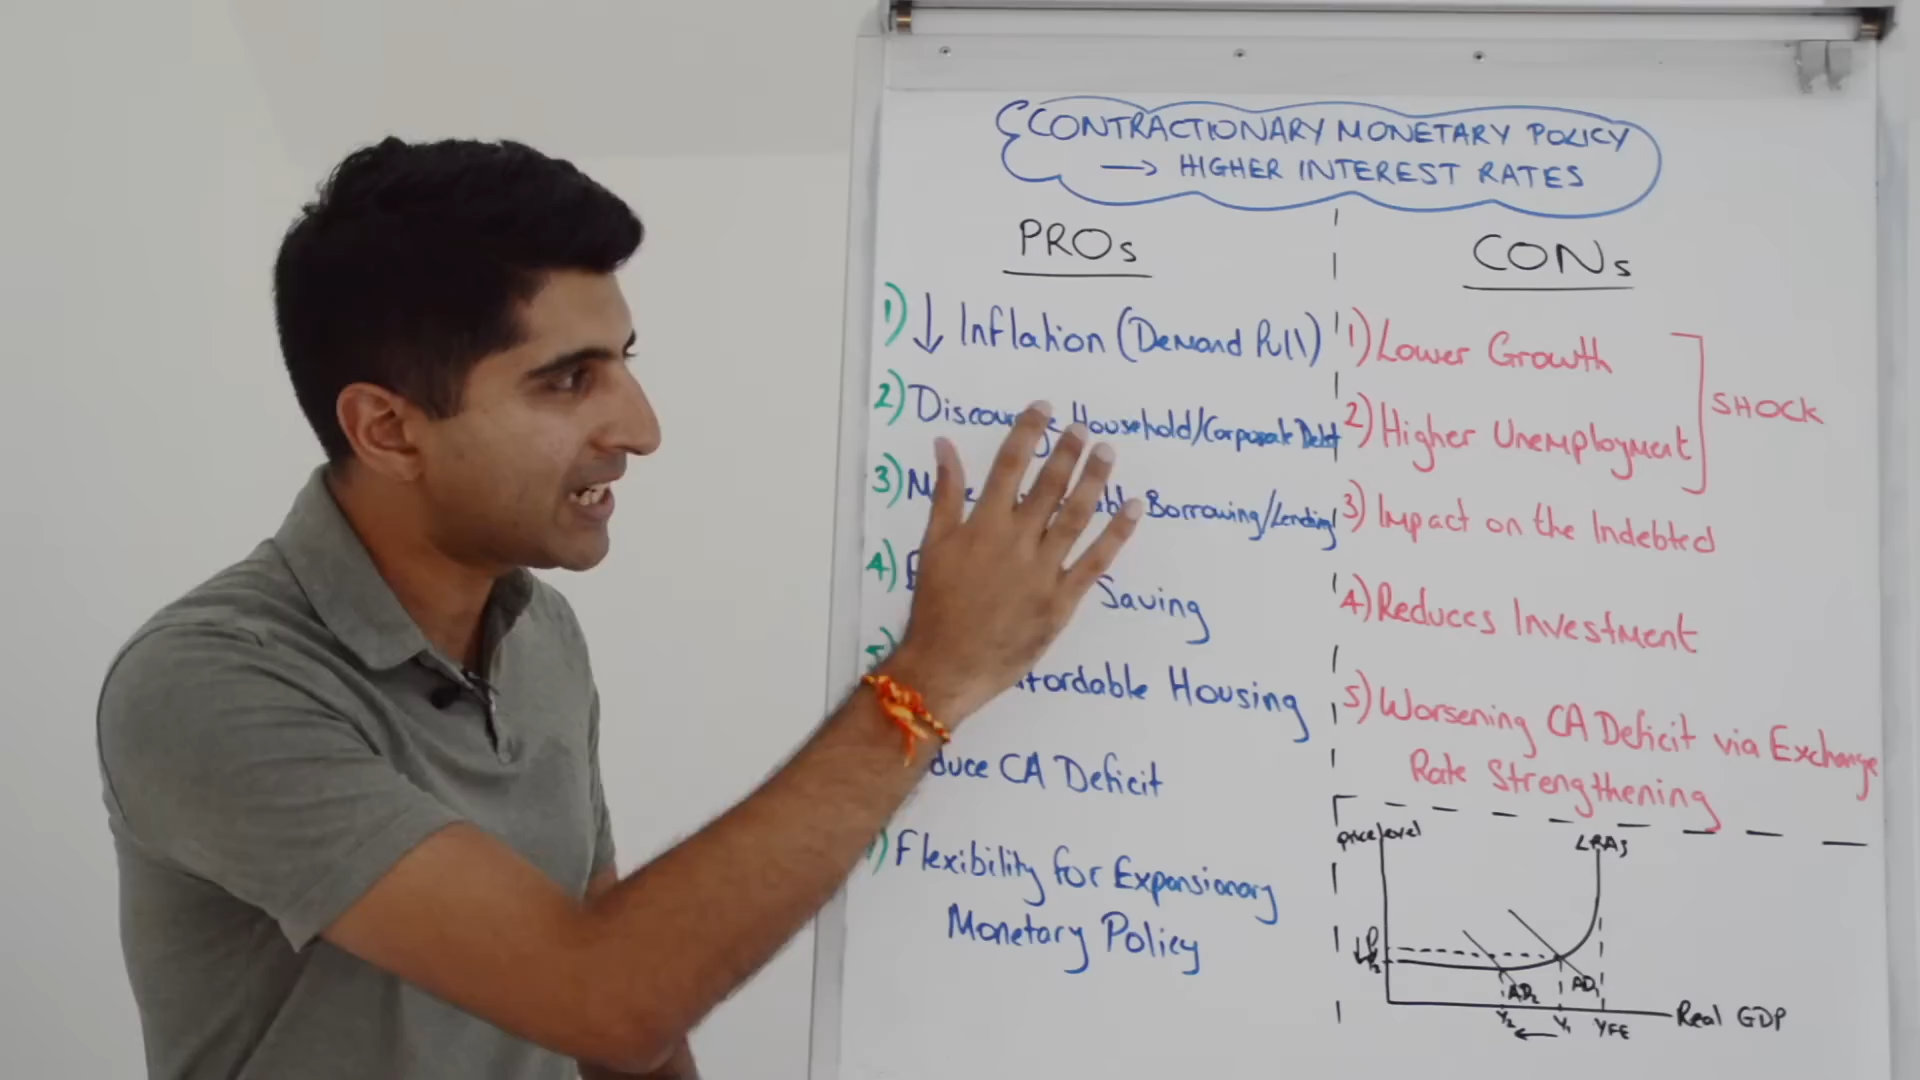 CONTRACTIONARY MONETARY POLICY
→ HIGHER INTEREST RATES
PROs
1) ↓ Inflation (Demand Pull)
2) Household/Corporate Debt
3) Borrowing/Lending
4) Saving
5) Housing
CA Deficit
Flexibility for Expansionary
Monetary Policy
CONs
1) Lower Growth
2) Higher Unemployment
SHOCK
3) Impact on the Indebted
4) Reduces Investment
5) Worsening CA Deficit via Exchange
Rate Strengthening
Price level
LRAS
AD2
AD1
Y2
Y1
YFE
Real GDP